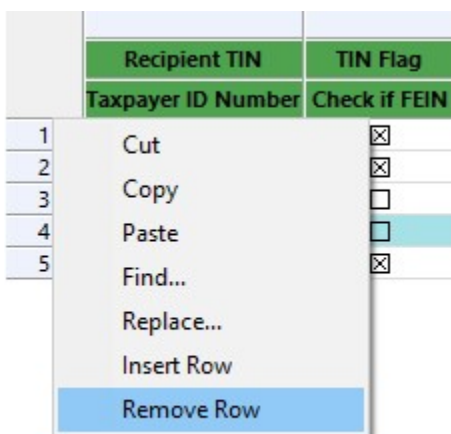 Recipient TIN TIN Flag
Taxpayer ID Number Check if FEIN
1
2
3
4
5
Cut
Copy
Paste
Find...
Replace...
Insert Row
Remove Row